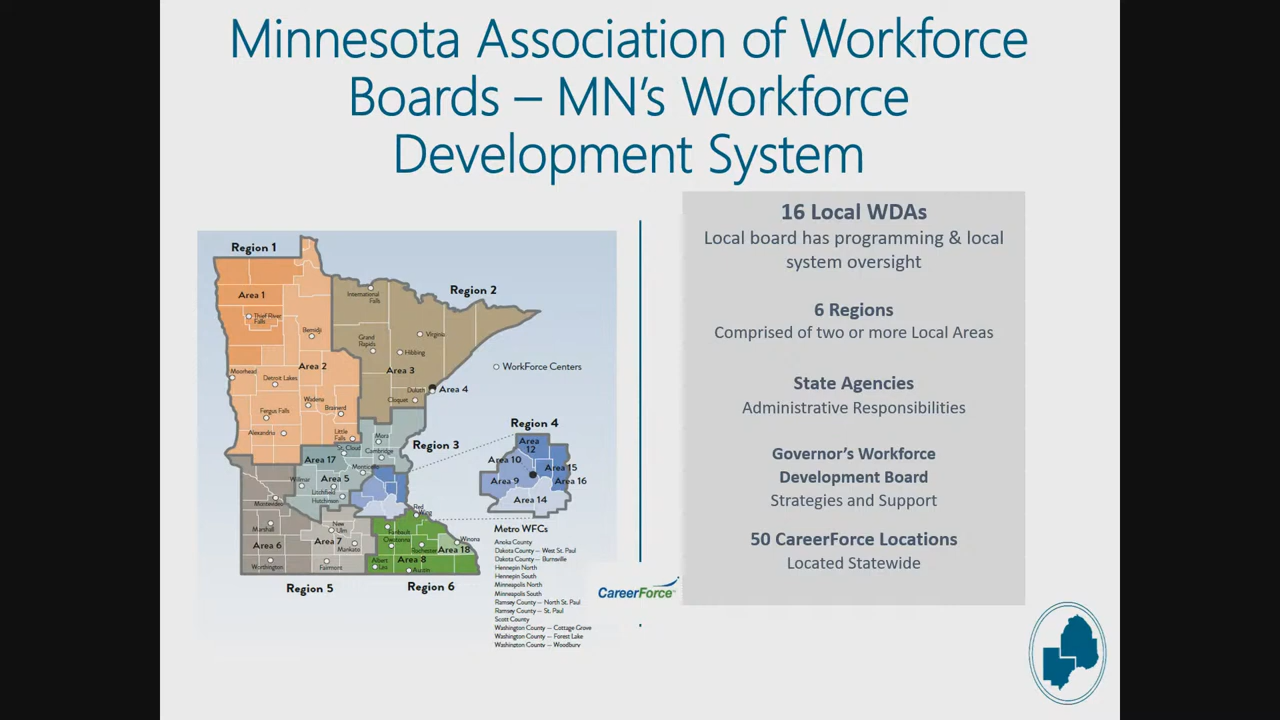 Minnesota Association of Workforce
Boards – MN's Workforce
Development System
Region 1
Area 1
Thief River
Falls
Bemidji
Area 2
Moorhead
Detroit Lakes
Wadena
Brainerd
Fergus Falls
Alexandria
Little
Falls
Region 2
International
Falls
Virginia
Grand
Rapids
Hibbing
Area 3
Duluth
Area 4
Cloquet
WorkForce Centers
Region 3
Mora
Cambridge
St. Cloud
Monticello
Area 17
Willmar
Area 5
Litchfield
Hutchinson
Region 4
Area
12
Area 10
Area 15
Area 9
Area 16
Area 14
Montevideo
Marshall
Area 6
Worthington
New
Ulm
Area 7
Mankato
Fairmont
Region 5
Red
Wing
Faribault
Owatonna
Rochester
Winona
Area 18
Albert
Lea
Area 8
Austin
Region 6
Metro WFCs
Anoka County
Dakota County — West St. Paul
Dakota County — Burnsville
Hennepin North
Hennepin South
Minneapolis North
Minneapolis South
Ramsey County — North St. Paul
Ramsey County — St. Paul
Scott County
Washington County — Cottage Grove
Washington County — Forest Lake
Washington County — Woodbury
CareerForce
16 Local WDAs
Local board has programming & local
system oversight
6 Regions
Comprised of two or more Local Areas
State Agencies
Administrative Responsibilities
Governor's Workforce
Development Board
Strategies and Support
50 CareerForce Locations
Located Statewide